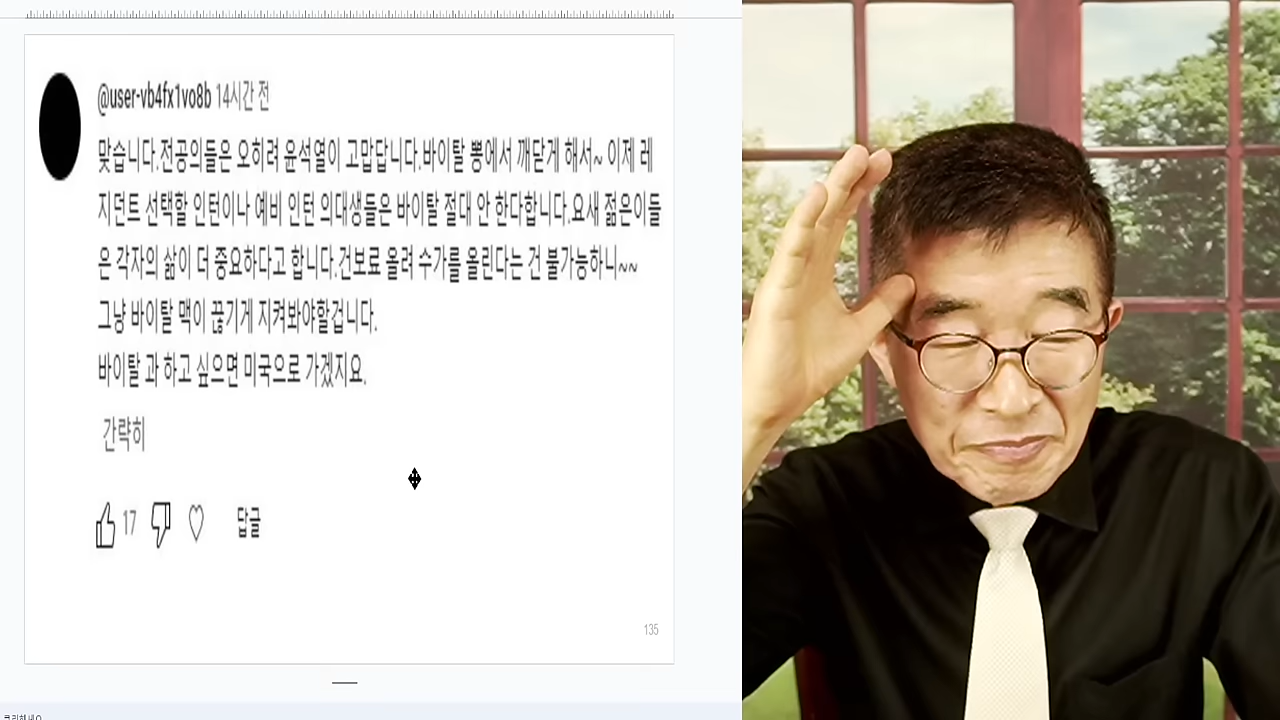 @user-vb4fx1vo8b 14시간 전
맞습니다.전공의들은 오히려 윤석열이 고맙답니다.바이탈 뽕에서 깨닫게 해서~ 이제 레
지던트 선택할 인턴이나 예비 인턴 의대생들은 바이탈 절대 안 한다합니다.요새 젊은이들
은 각자의 삶이 더 중요하다고 합니다.건보료 올려 수가를 올린다는 건 불가능하니~~
그냥 바이탈 맥이 끊기게 지켜봐야할겁니다.
바이탈 과 하고 싶으면 미국으로 가겠지요.
간략히
17 답글
135